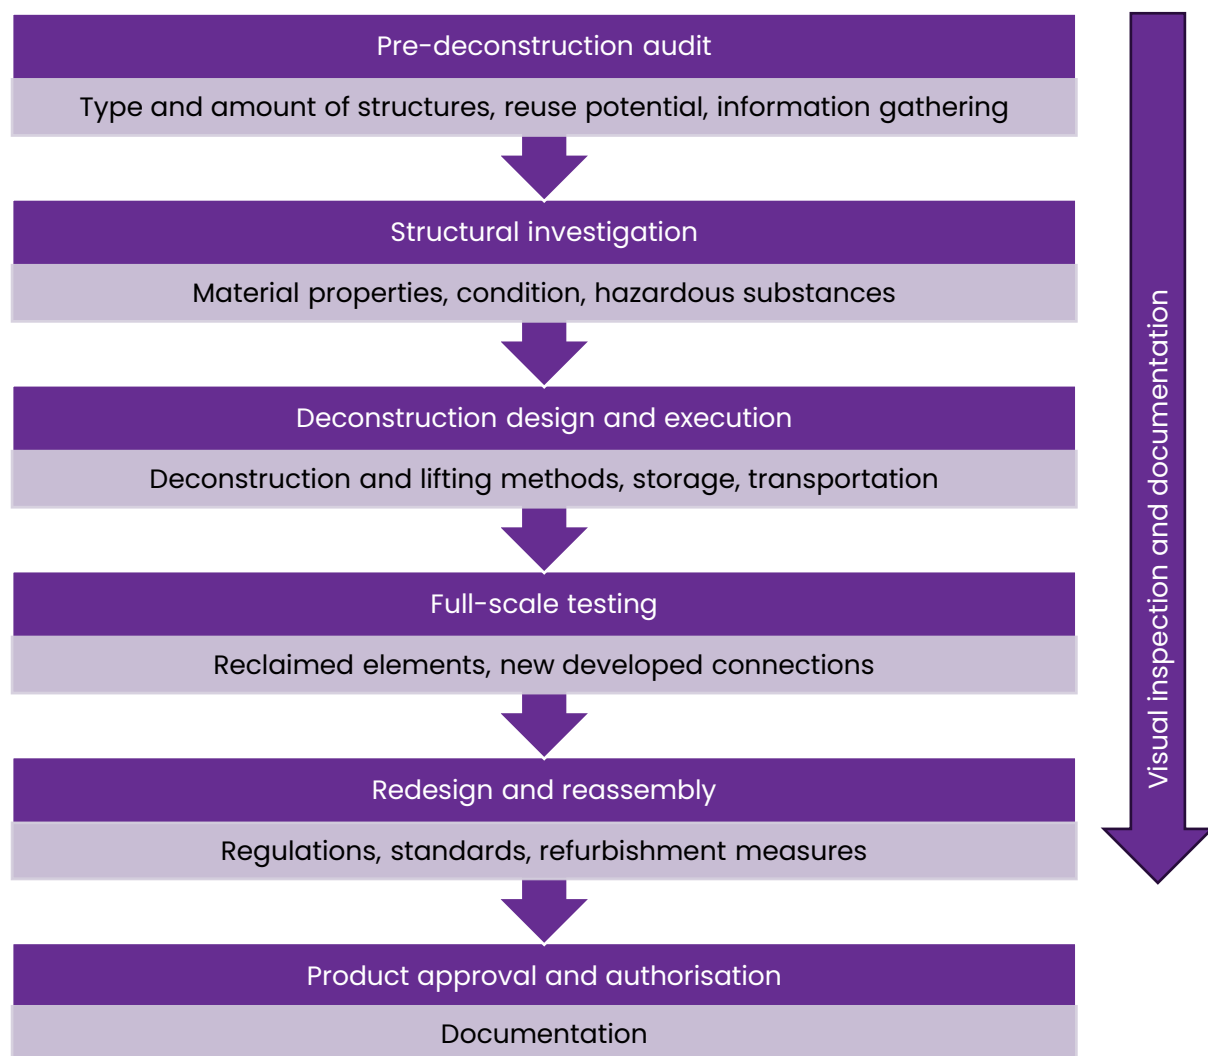 Pre-deconstruction audit
Type and amount of structures, reuse potential, information gathering
Structural investigation
Material properties, condition, hazardous substances
Deconstruction design and execution
Deconstruction and lifting methods, storage, transportation
Full-scale testing
Reclaimed elements, new developed connections
Redesign and reassembly
Regulations, standards, refurbishment measures
Product approval and authorisation
Documentation
Visual inspection and documentation